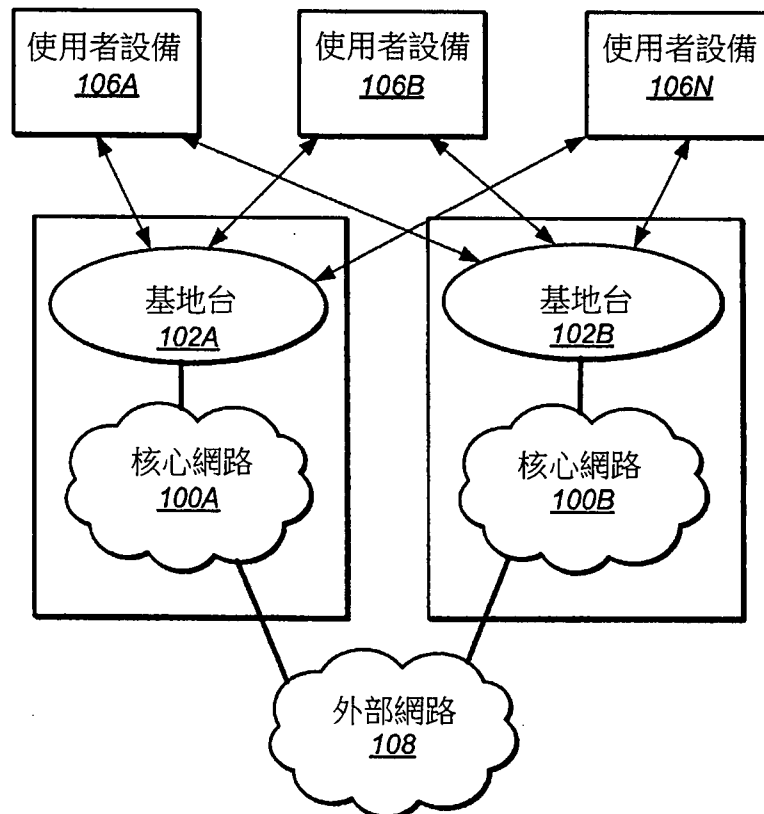 使用者設備
106A
使用者設備
106B
使用者設備
106N
基地台
102A
基地台
102B
核心網路
100A
核心網路
100B
外部網路
108